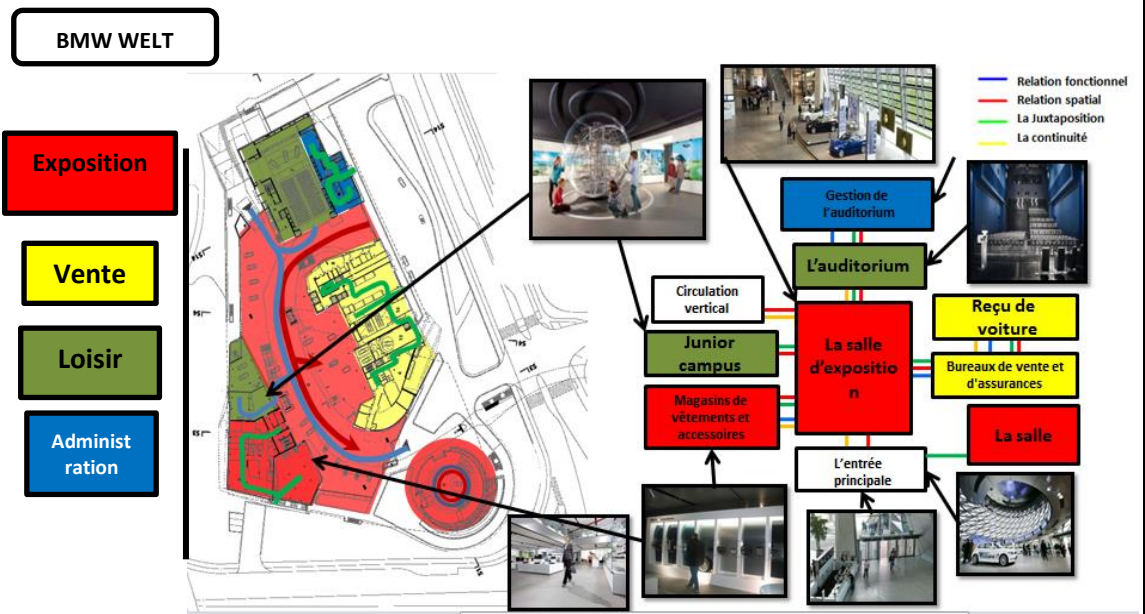 BMW WELT
Exposition
Vente
Loisir
Administ
ration
Relation fonctionnel
Relation spatial
La Juxtaposition
La continuité
Gestion de
l'auditorium
L'auditorium
Circulation
vertical
Junior
campus
Magasins de
vêtements et
accessoires
La salle
d'expositio
n
Reçu de
voiture
Bureaux de vente et
d'assurances
La salle
L'entrée
principale